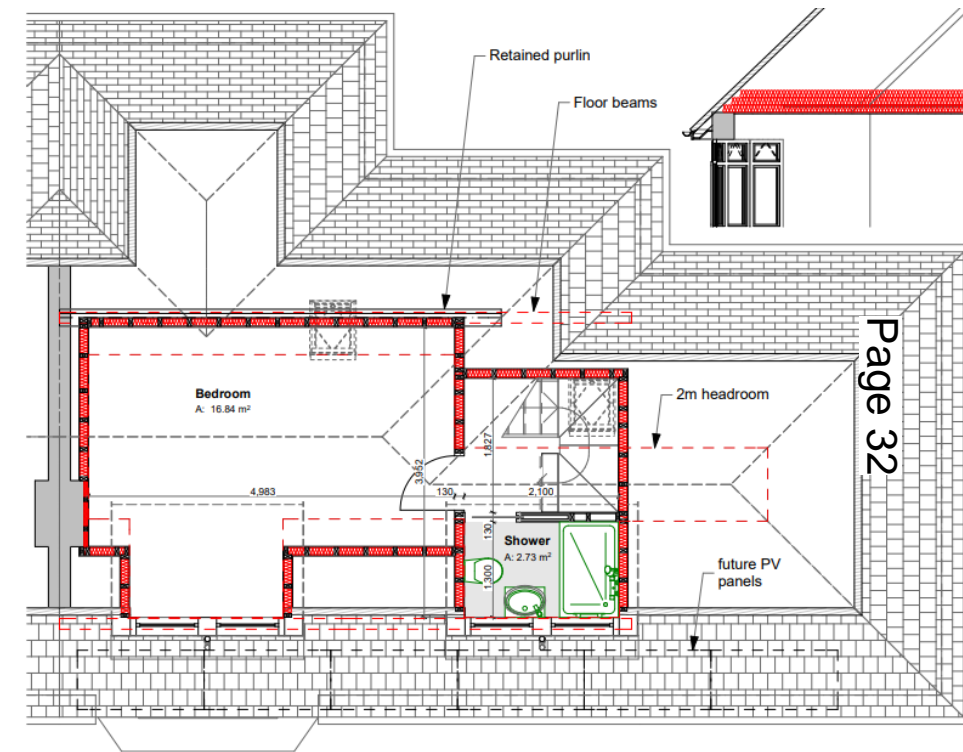 Retained purlin
Floor beams
Page 32
Bedroom
A: 16.84 m²
2m headroom
1,827
3,952
4,983
130
2,100
130
Shower
A: 2.73 m²
1,300
future PV
panels